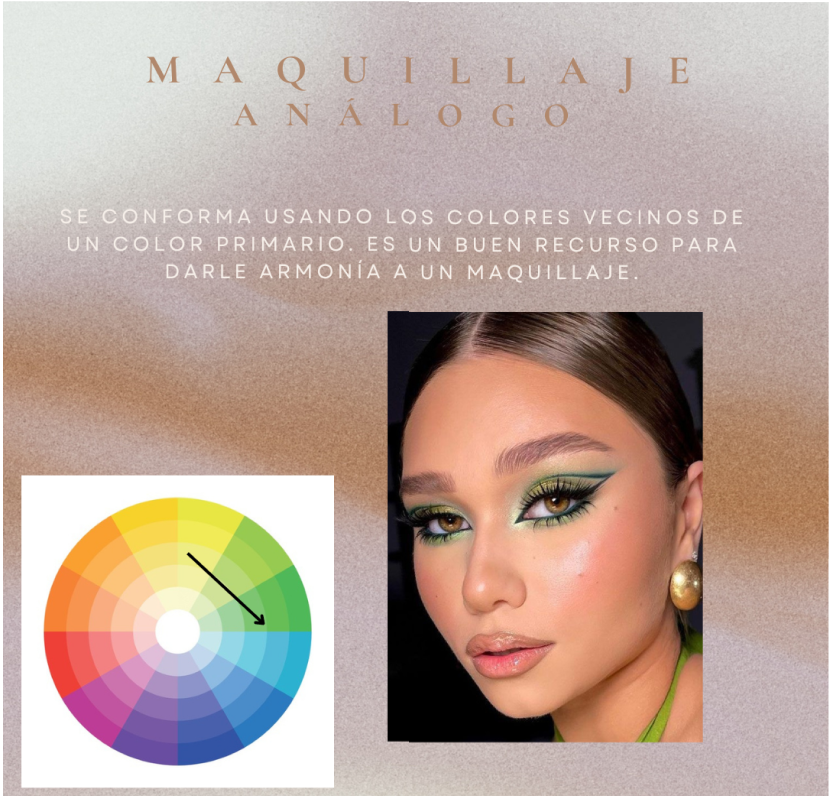 MAQUILLAJE
ANÁLOGO
SE CONFORMA USANDO LOS COLORES VECINOS DE
UN COLOR PRIMARIO. ES UN BUEN RECURSO PARA
DARLE ARMONÍA A UN MAQUILLAJE.